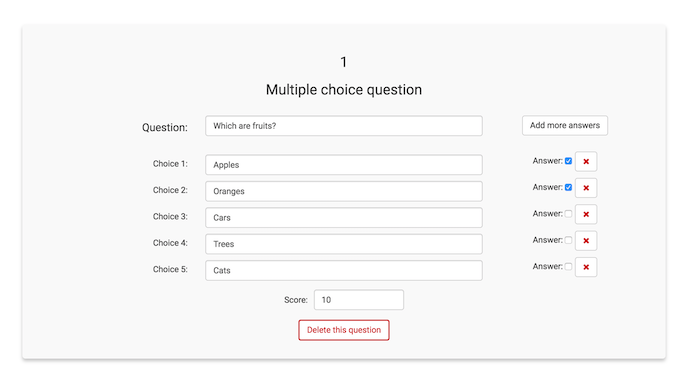 1
Multiple choice question
Question: Which are fruits? Add more answers
Choice 1: Apples Answer:
Choice 2: Oranges Answer:
Choice 3: Cars Answer:
Choice 4: Trees Answer:
Choice 5: Cats Answer:
Score: 10
Delete this question